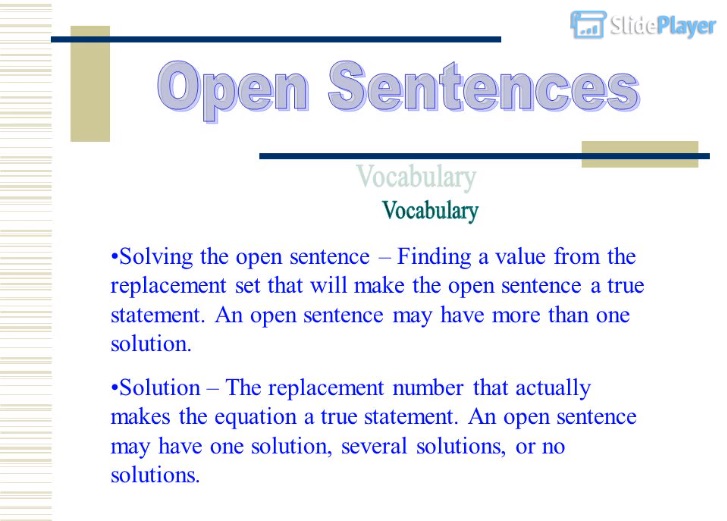 SlidePlayer
Open Sentences
Vocabulary
Vocabulary
•Solving the open sentence – Finding a value from the
replacement set that will make the open sentence a true
statement. An open sentence may have more than one
solution.
•Solution – The replacement number that actually
makes the equation a true statement. An open sentence
may have one solution, several solutions, or no
solutions.